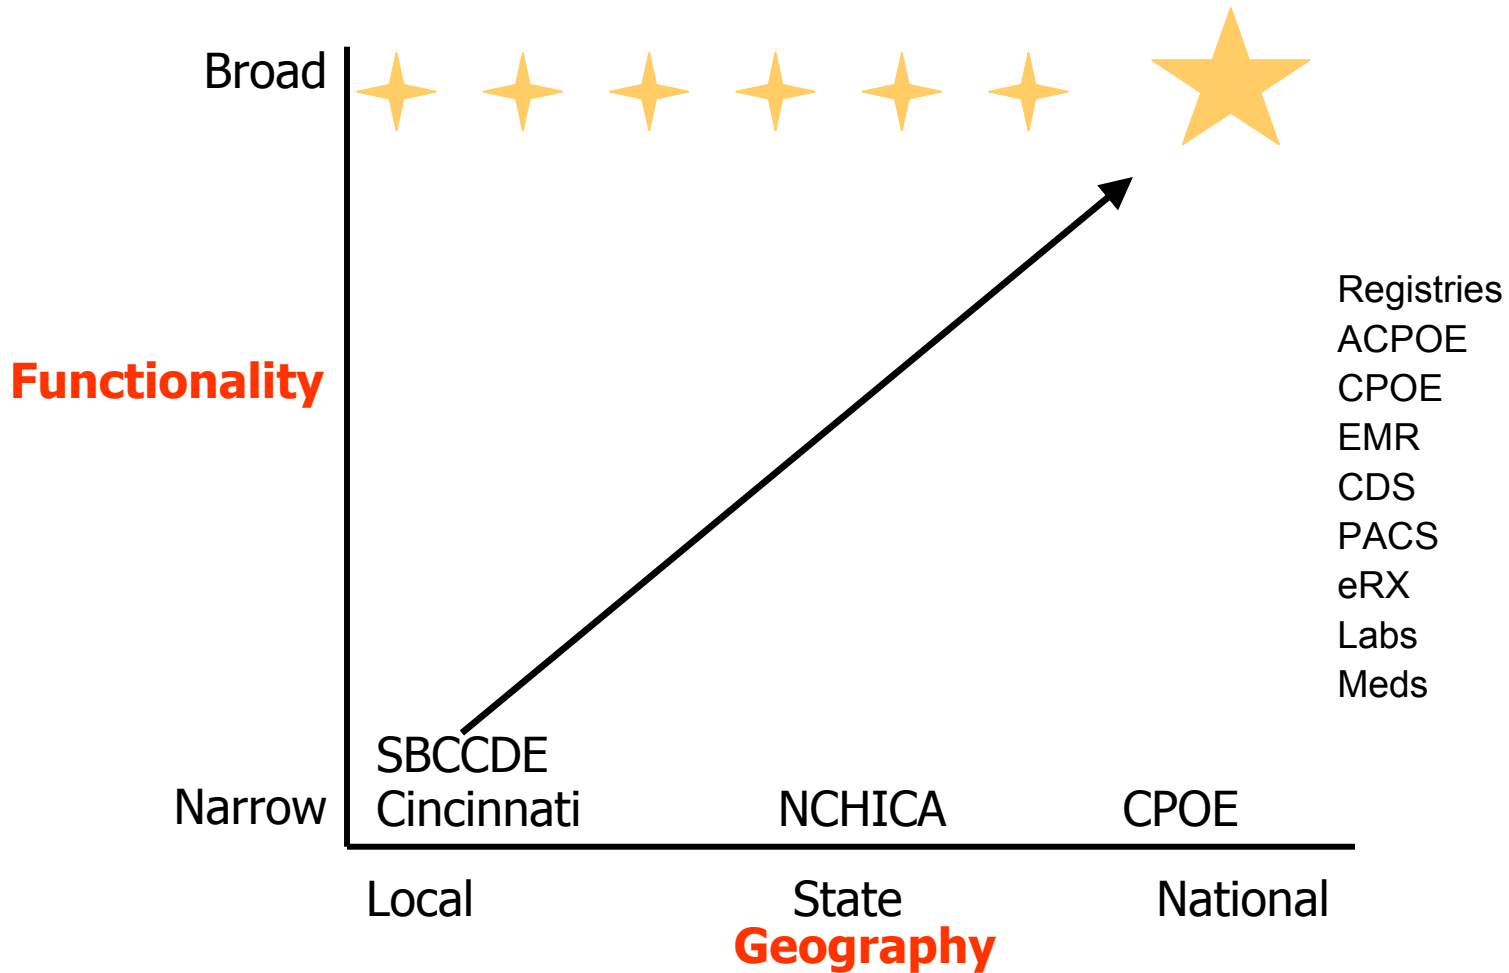 Broad
Functionality
Registries
ACPOE
CPOE
EMR
CDS
PACS
eRX
Labs
Meds
SBCCDE
Narrow
Cincinnati
NCHICA
CPOE
Local
State
National
Geography